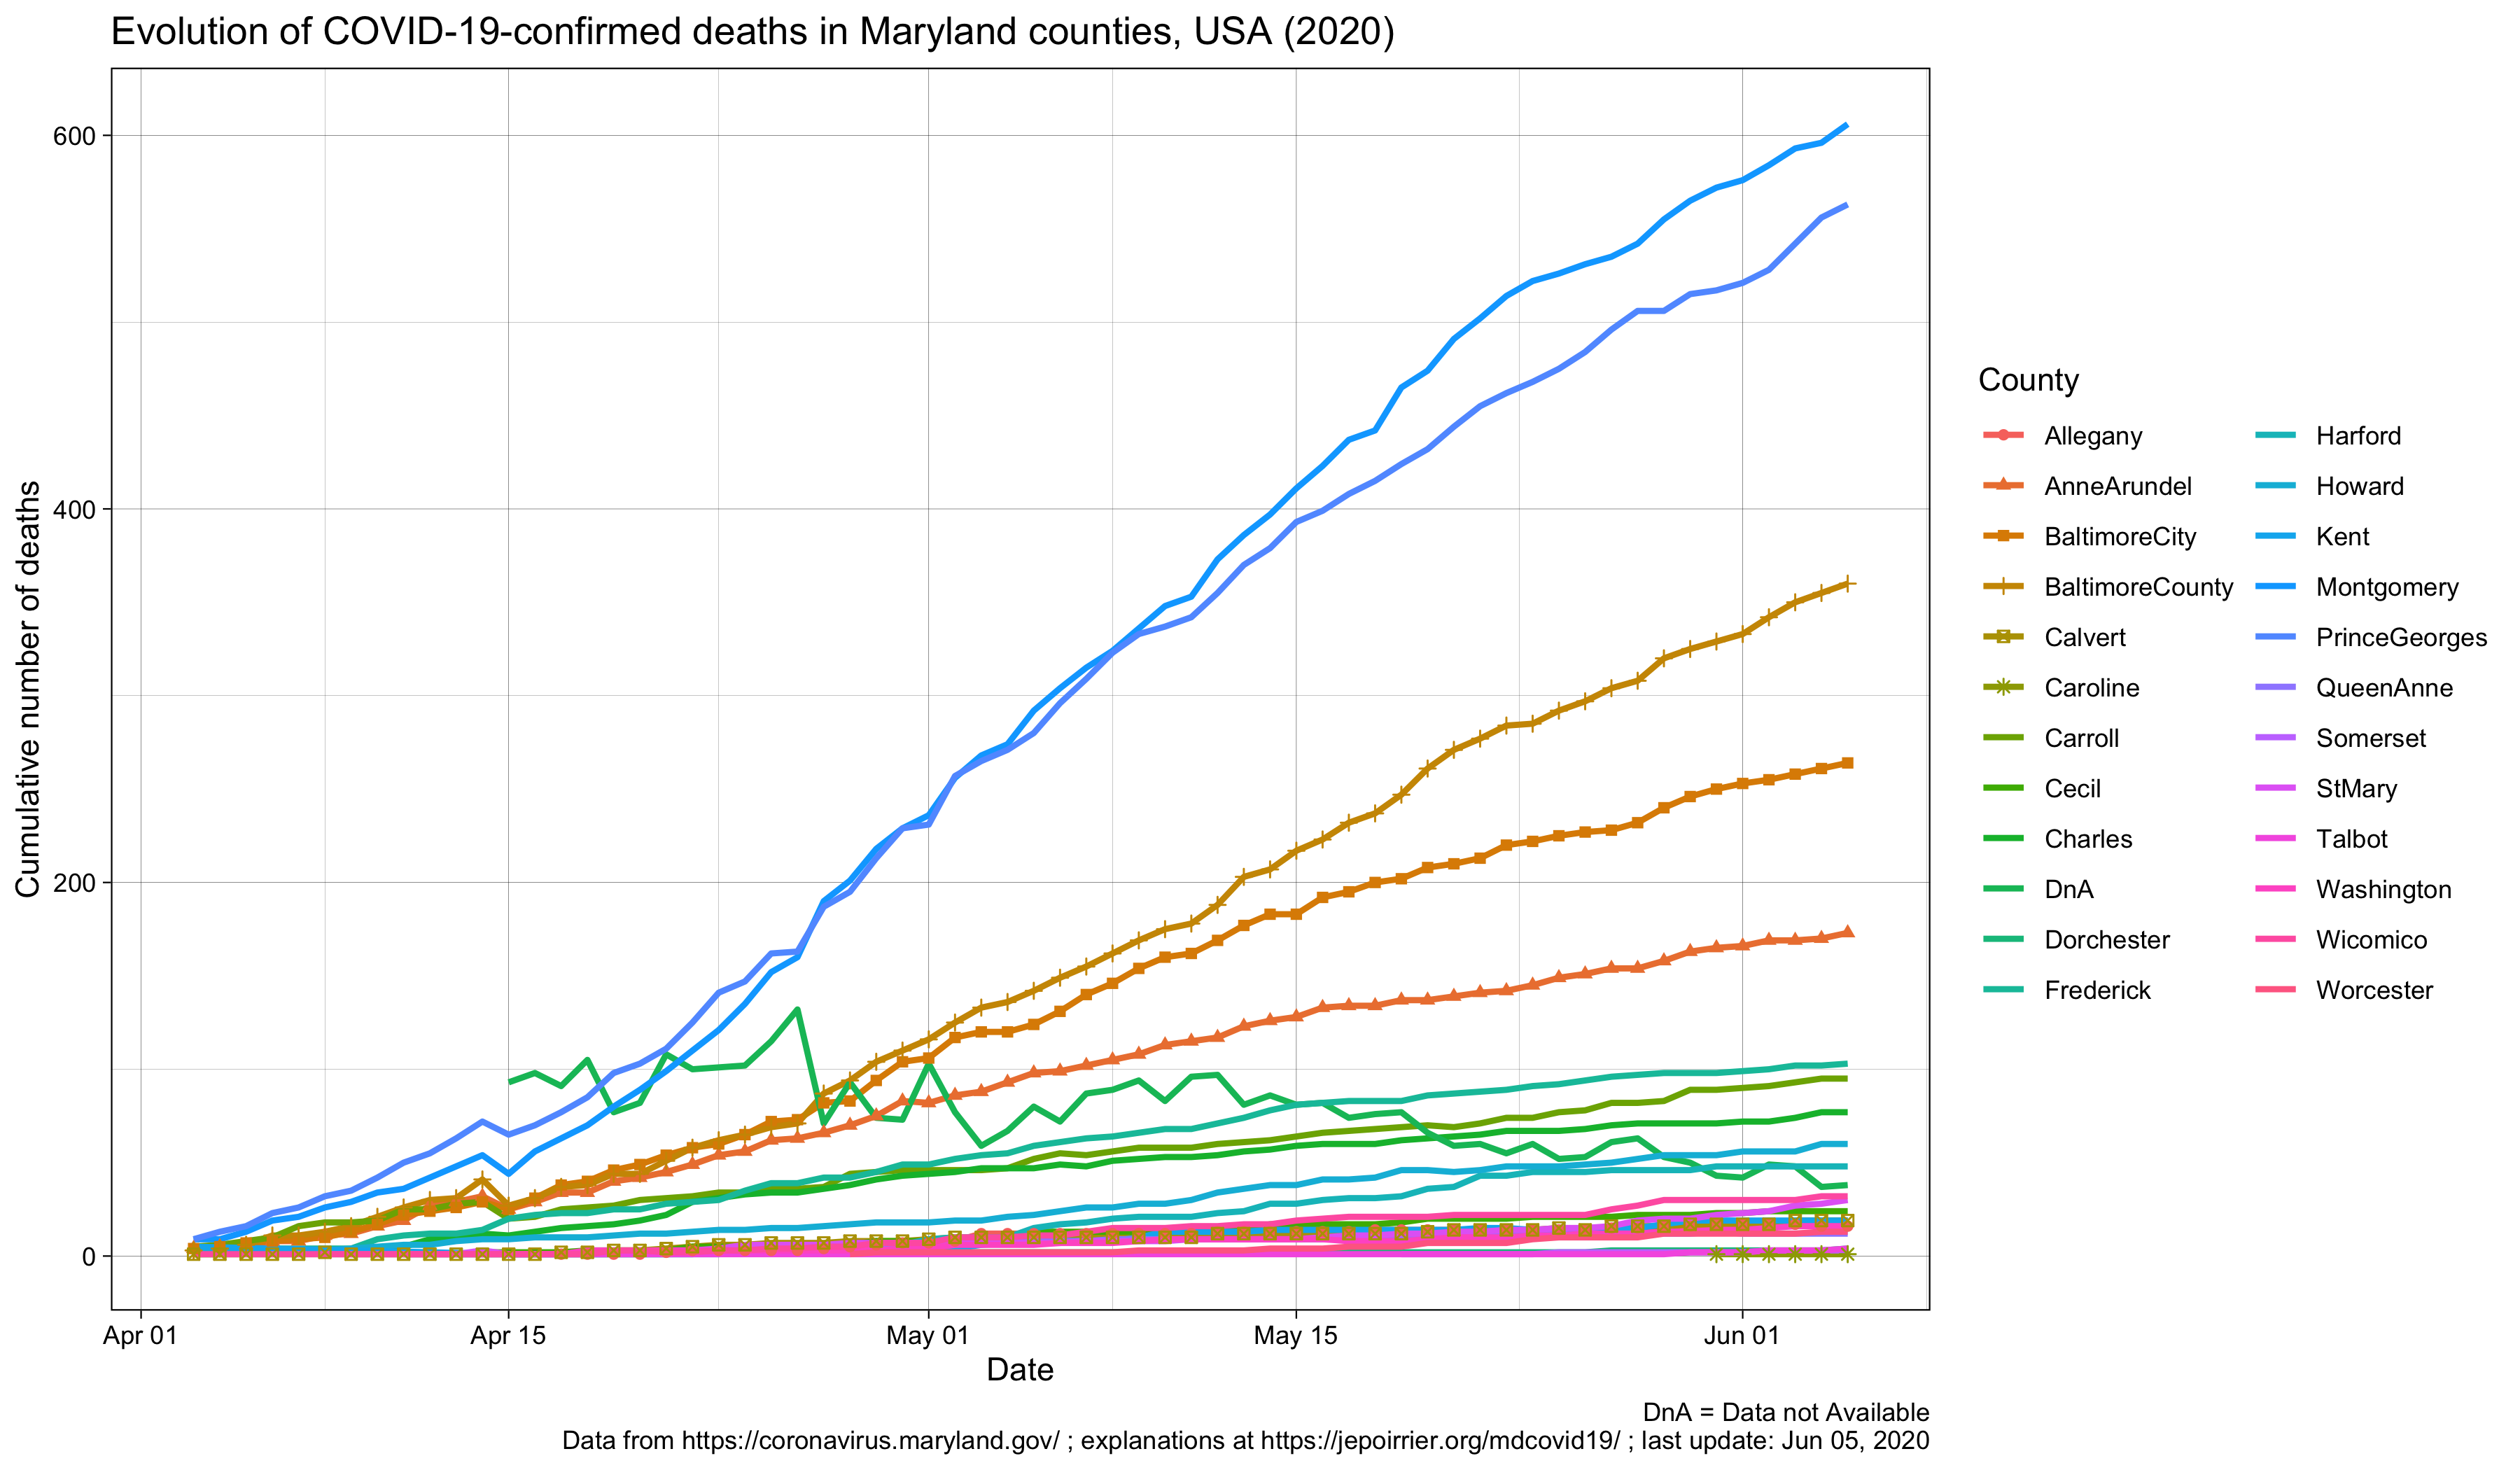 Evolution of COVID-19-confirmed deaths in Maryland counties, USA (2020)
Cumulative number of deaths
600
400
200
0
Apr 01
Apr 15
May 01
May 15
Jun 01
Date
County
Allegany
AnneArundel
BaltimoreCity
BaltimoreCounty
Calvert
Caroline
Carroll
Cecil
Charles
DnA
Dorchester
Frederick
Harford
Howard
Kent
Montgomery
PrinceGeorges
QueenAnne
Somerset
StMary
Talbot
Washington
Wicomico
Worcester
DnA = Data not Available
Data from https://coronavirus.maryland.gov/ ; explanations at https://jepoirrier.org/mdcovid19/ ; last update: Jun 05, 2020